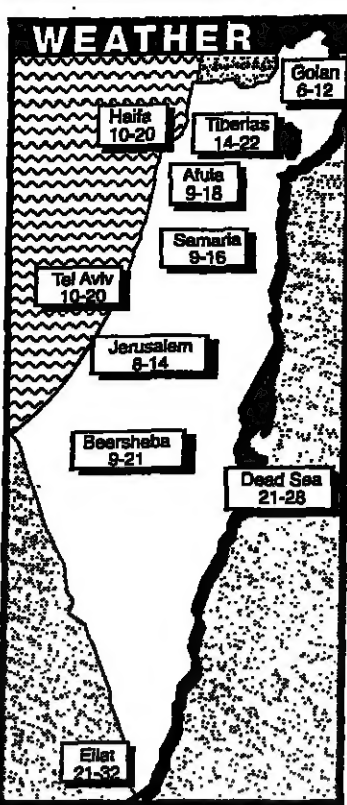 WEATHER
Golan
6-12
Haifa
10-20
Tiberias
14-22
Afula
9-18
Samaria
9-16
Tel Aviv
10-20
Jerusalem
8-14
Beersheba
9-21
Dead Sea
21-28
Eilat
21-32